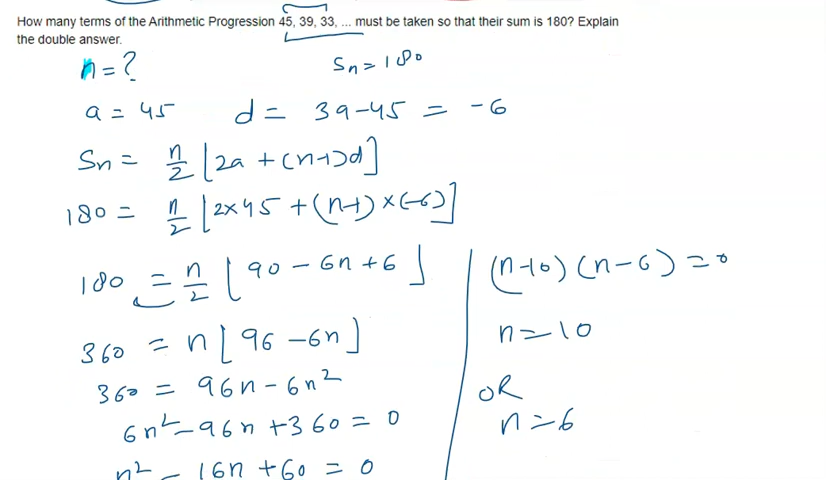 How many terms of the Arithmetic Progression 45, 39, 33, ... must be taken so that their sum is 180? Explain
the double answer.
n = ? Sn = 180
a = 45 d = 39-45 = -6
Sn = n/2 [2a + (n-1)d]
180 = n/2 [2×45 + (n-1)×(-6)]
180 = n/2 [90 - 6n + 6]
360 = n [96 - 6n]
360 = 96n - 6n²
6n² - 96n + 360 = 0
n² - 16n + 60 = 0
(n-10)(n-6) = 0
n = 10
OR
n = 6